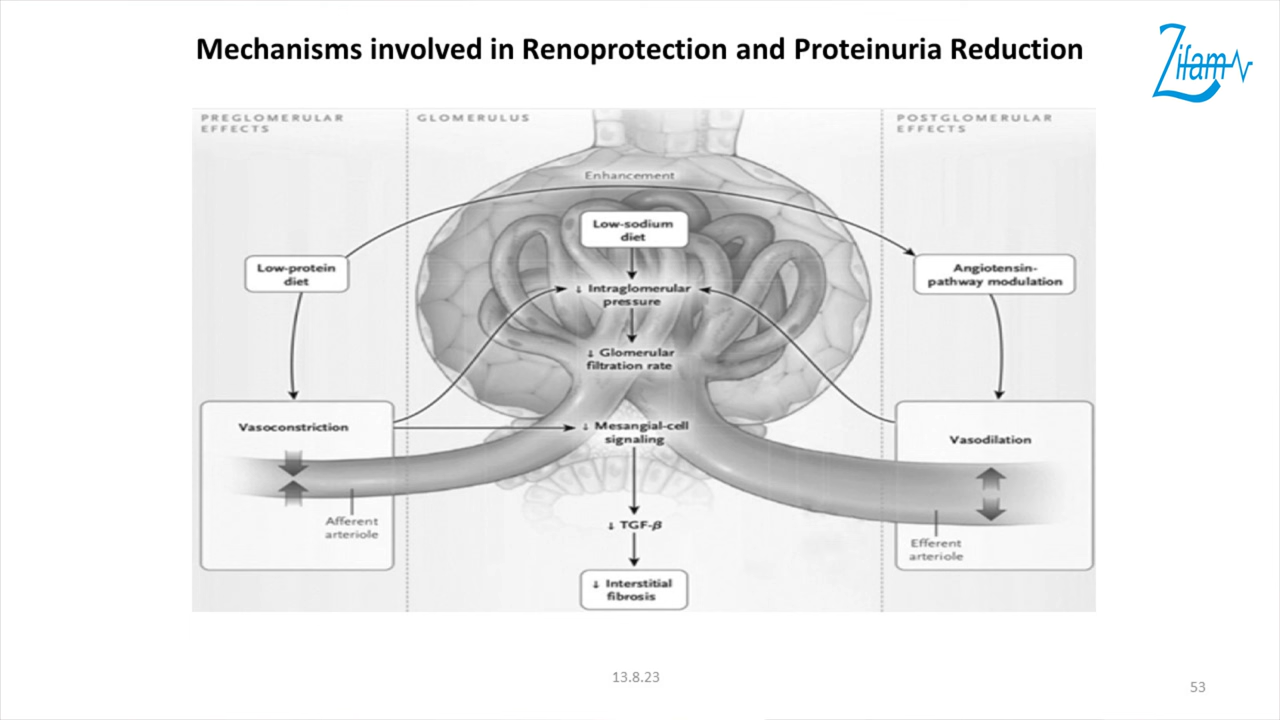 Mechanisms involved in Renoprotection and Proteinuria Reduction
Zifam
PREGLOMERULAR
EFFECTS
GLOMERULUS
POSTGLOMERULAR
EFFECTS
Enhancement
Low-sodium
diet
Low-protein
diet
Angiotensin-
pathway modulation
↓ Intraglomerular
pressure
↓ Glomerular
filtration rate
Vasoconstriction
↓ Mesangial-cell
signaling
Vasodilation
Afferent
arteriole
↓ TGF-β
Efferent
arteriole
↓ Interstitial
fibrosis
13.8.23
53